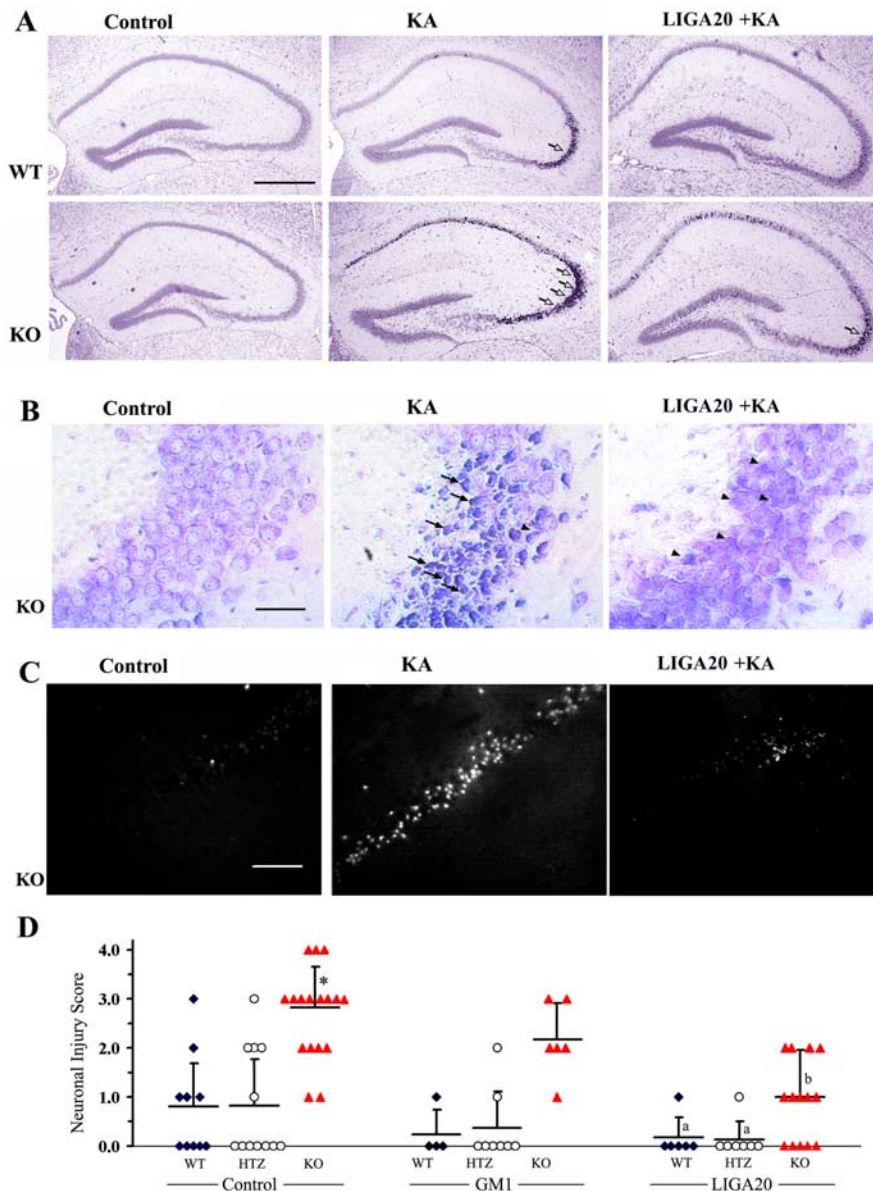 A Control KA LIGA20 +KA
WT
KO
B Control KA LIGA20 +KA
KO
C Control KA LIGA20 +KA
KO
D
Neuronal Injury Score
4.0
3.0
2.0
1.0
0.0
*
a a b
WT HTZ KO WT HTZ KO WT HTZ KO
Control GM1 LIGA20